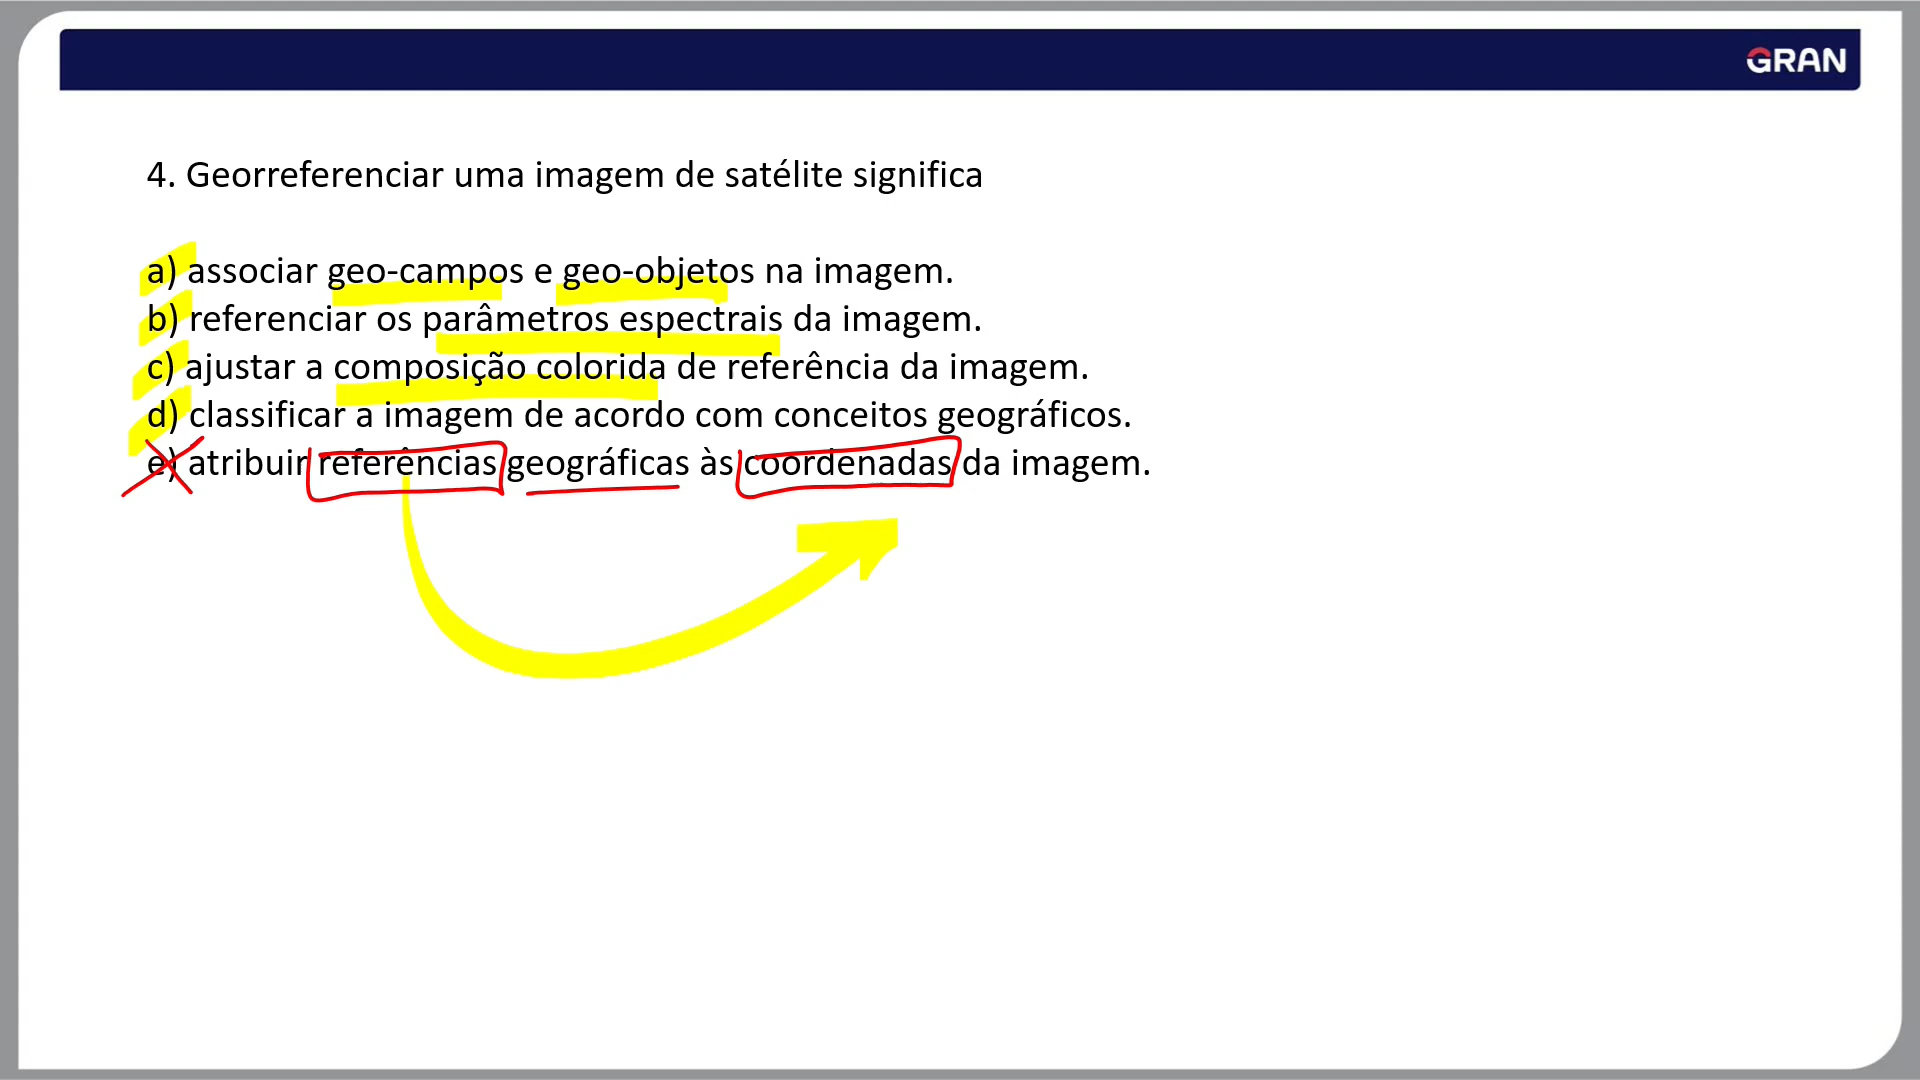 GRAN
4. Georreferenciar uma imagem de satélite significa
a) associar geo-campos e geo-objetos na imagem.
b) referenciar os parâmetros espectrais da imagem.
c) ajustar a composição colorida de referência da imagem.
d) classificar a imagem de acordo com conceitos geográficos.
e) atribuir referências geográficas às coordenadas da imagem.